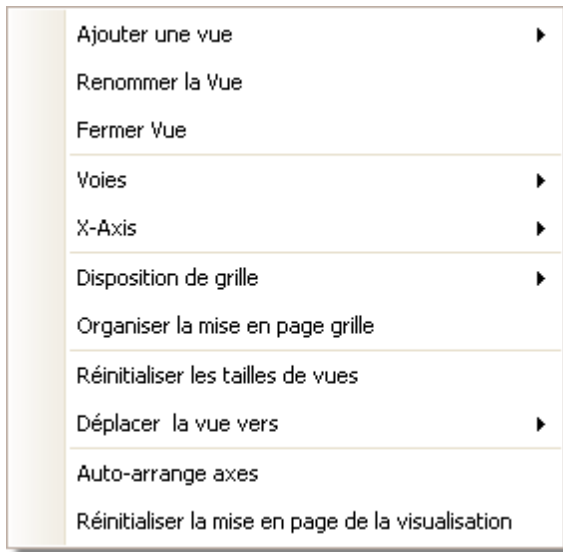 Ajouter une vue
Renommer la Vue
Fermer Vue
Voies
X-Axis
Disposition de grille
Organiser la mise en page grille
Réinitialiser les tailles de vues
Déplacer  la vue vers
Auto-arrange axes
Réinitialiser la mise en page de la visualisation